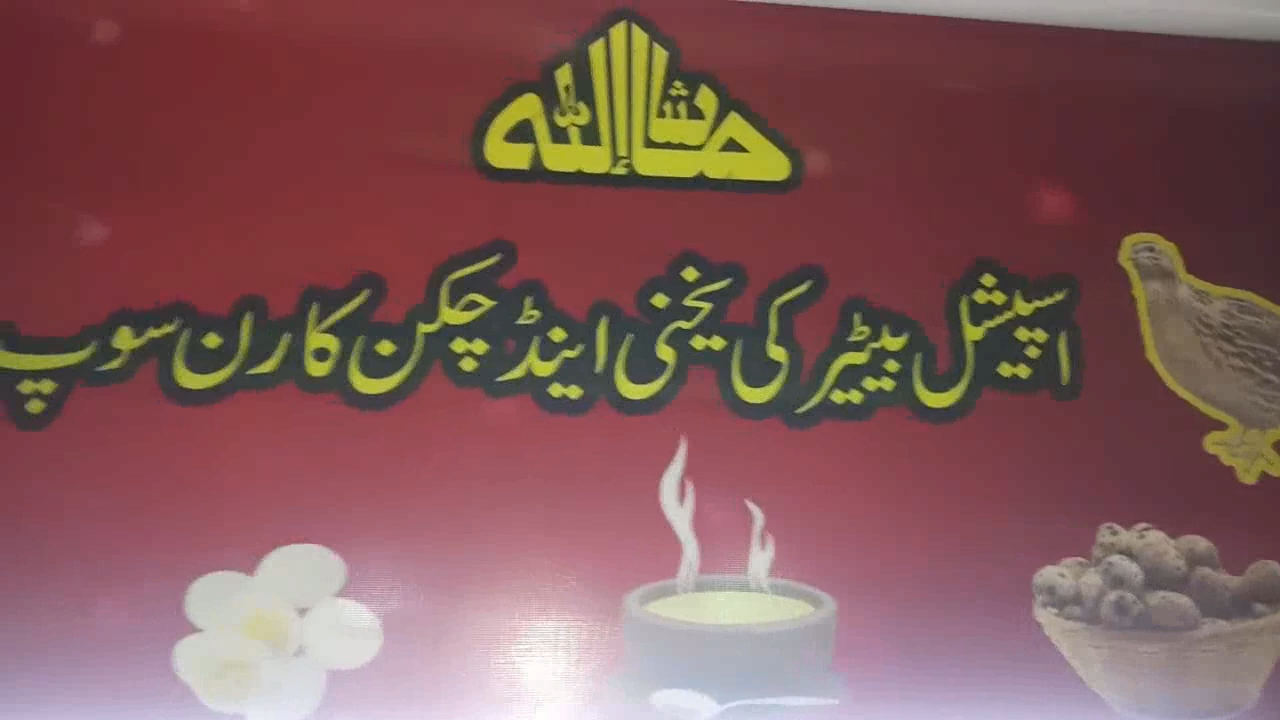 ماشاءاللہ
اسپیشل بیٹیر کی یخنی اینڈ چکن کارن سوپ